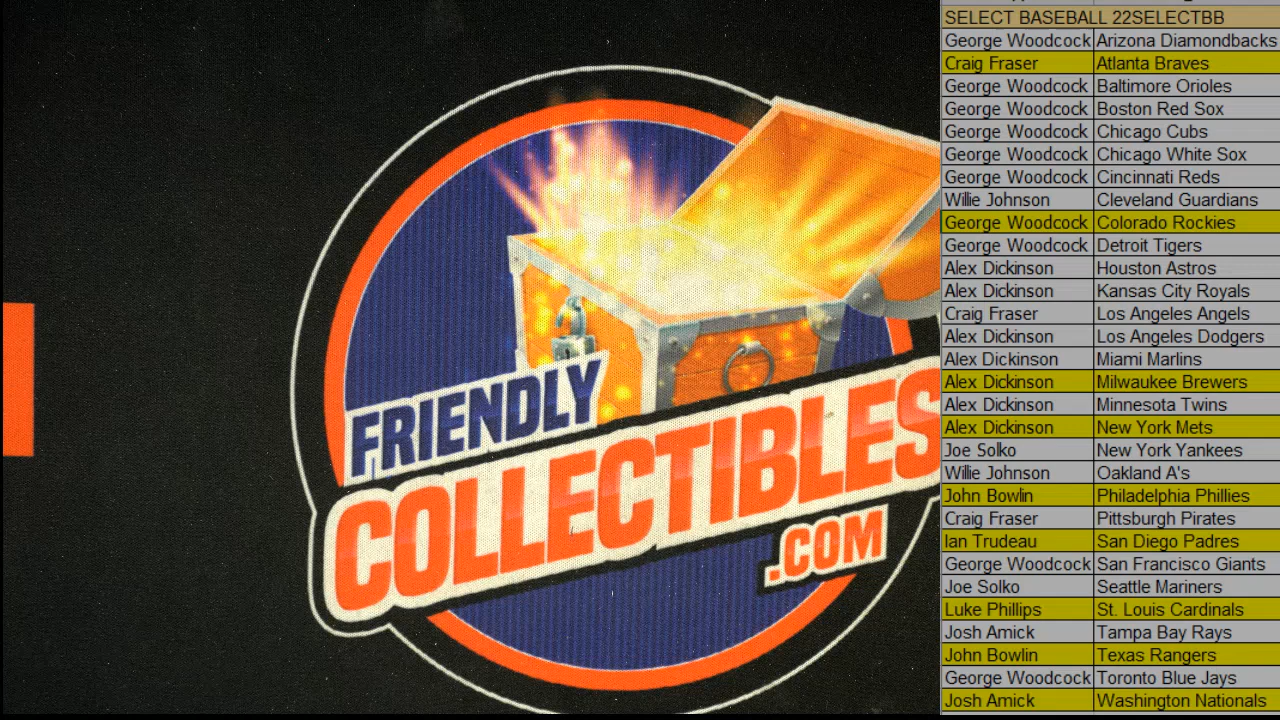 FRIENDLY
COLLECTIBLES
.COM
SELECT BASEBALL 22SELECTBB
George Woodcock Arizona Diamondbacks
Craig Fraser Atlanta Braves
George Woodcock Baltimore Orioles
George Woodcock Boston Red Sox
George Woodcock Chicago Cubs
George Woodcock Chicago White Sox
George Woodcock Cincinnati Reds
Willie Johnson Cleveland Guardians
George Woodcock Colorado Rockies
George Woodcock Detroit Tigers
Alex Dickinson Houston Astros
Alex Dickinson Kansas City Royals
Craig Fraser Los Angeles Angels
Alex Dickinson Los Angeles Dodgers
Alex Dickinson Miami Marlins
Alex Dickinson Milwaukee Brewers
Alex Dickinson Minnesota Twins
Alex Dickinson New York Mets
Joe Solko New York Yankees
Willie Johnson Oakland A's
John Bowlin Philadelphia Phillies
Craig Fraser Pittsburgh Pirates
Ian Trudeau San Diego Padres
George Woodcock San Francisco Giants
Joe Solko Seattle Mariners
Luke Phillips St. Louis Cardinals
Josh Amick Tampa Bay Rays
John Bowlin Texas Rangers
George Woodcock Toronto Blue Jays
Josh Amick Washington Nationals